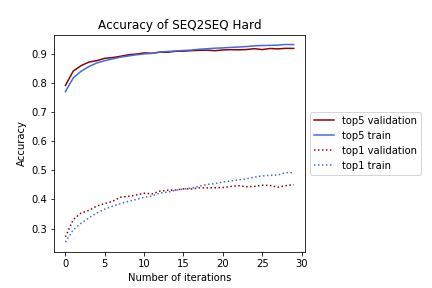 Accuracy of SEQ2SEQ Hard
Accuracy
0.9
0.8
0.7
0.6
0.5
0.4
0.3
0 5 10 15 20 25 30
Number of iterations
top5 validation
top5 train
top1 validation
top1 train